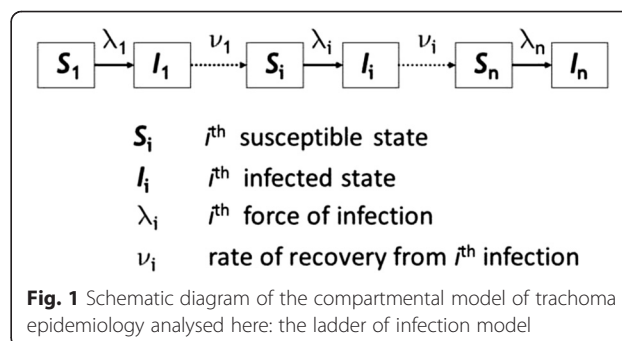 λ1 ν1 λi νi λn
S1 I1 Si Ii Sn In
Si ith susceptible state
Ii ith infected state
λi ith force of infection
νi rate of recovery from ith infection
Fig. 1 Schematic diagram of the compartmental model of trachoma
epidemiology analysed here: the ladder of infection model